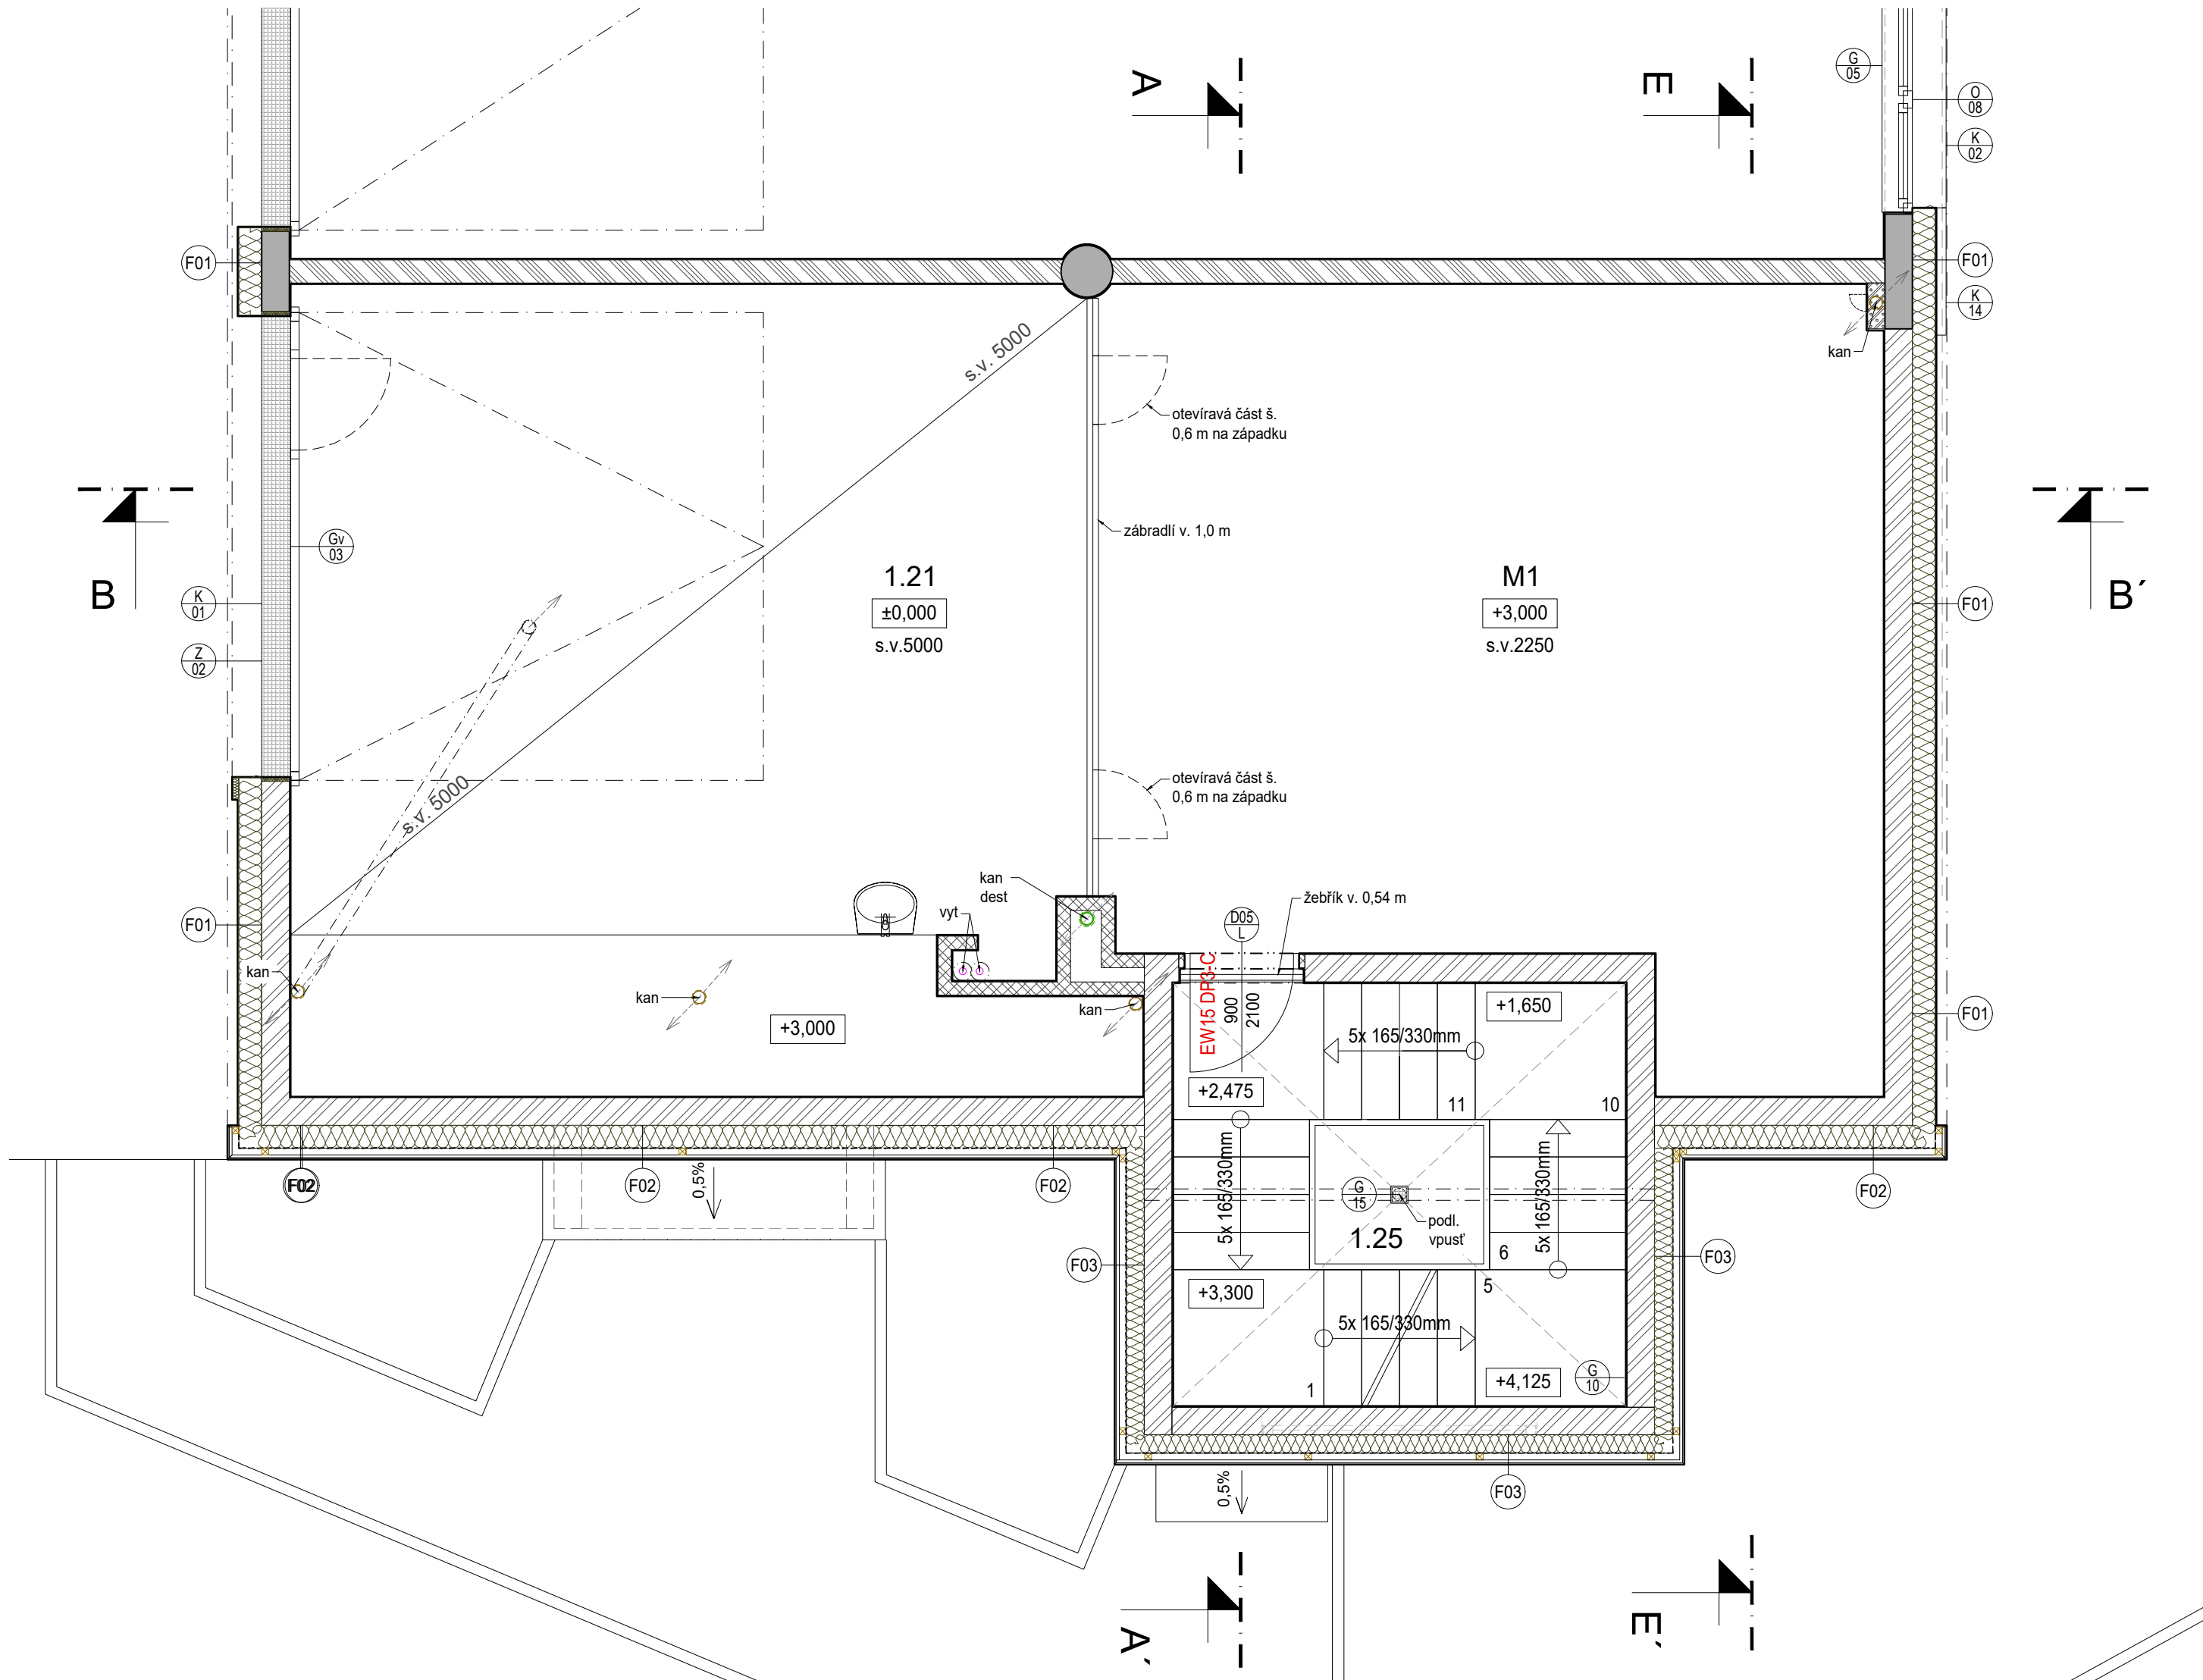 A
E
G
05
O
08
K
02
F01
F01
K
14
kan
s.v. 5000
otevíravá část š.
0,6 m na západku
zábradlí v. 1,0 m
B
B´
Gv
03
K
01
Z
02
1.21
±0,000
s.v.5000
M1
+3,000
s.v.2250
F01
s.v. 5000
otevíravá část š.
0,6 m na západku
kan
dest
vyt
žebřík v. 0,54 m
D05
L
F01
kan
kan
kan
+3,000
EW15 DP3-C
900
2100
+1,650
F01
5x 165/330mm
+2,475
11
10
F02
F02
F02
0,5%
5x 165/330mm
G
15
podl.
vpusť
1.25
6
5x 165/330mm
F02
F03
F03
+3,300
5
5x 165/330mm
1
+4,125
G
10
0,5%
F03
A´
E´